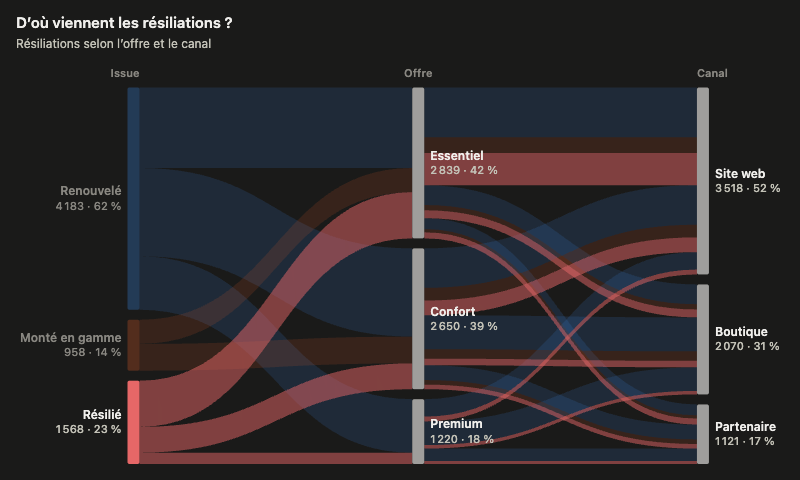 D’où viennent les résiliations ?
Résiliations selon l’offre et le canal
Issue
Offre
Canal
Renouvelé
4 183 · 62 %
Monté en gamme
958 · 14 %
Résilié
1 568 · 23 %
Essentiel
2 839 · 42 %
Confort
2 650 · 39 %
Premium
1 220 · 18 %
Site web
3 518 · 52 %
Boutique
2 070 · 31 %
Partenaire
1 121 · 17 %